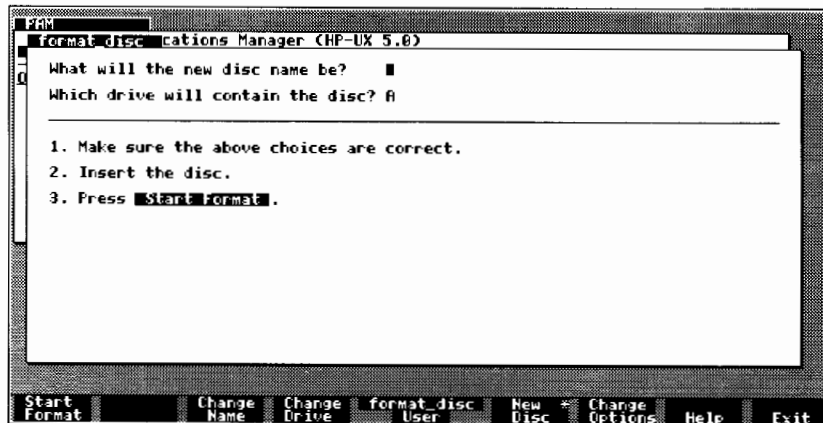 PAM
format_disc cations Manager (HP-UX 5.0)
What will the new disc name be?
Which drive will contain the disc? A
1. Make sure the above choices are correct.
2. Insert the disc.
3. Press Start Format .
Start Format
Change Name
Change Drive
format_disc User
New * Disc
Change Options
Help
Exit